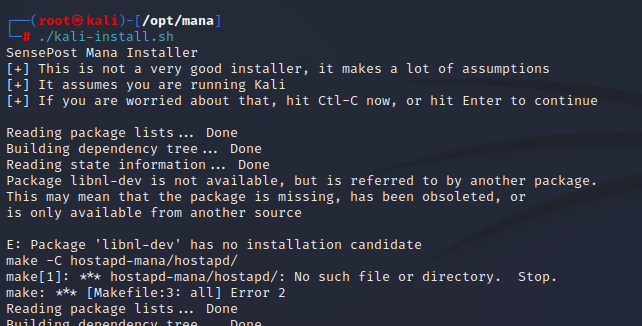 ┌──(root㉿kali)-[/opt/mana]
└─# ./kali-install.sh
SensePost Mana Installer
[+] This is not a very good installer, it makes a lot of assumptions
[+] It assumes you are running Kali
[+] If you are worried about that, hit Ctl-C now, or hit Enter to continue
Reading package lists... Done
Building dependency tree... Done
Reading state information... Done
Package libnl-dev is not available, but is referred to by another package.
This may mean that the package is missing, has been obsoleted, or
is only available from another source
E: Package 'libnl-dev' has no installation candidate
make -C hostapd-mana/hostapd/
make[1]: *** hostapd-mana/hostapd/: No such file or directory.  Stop.
make: *** [Makefile:3: all] Error 2
Reading package lists... Done
Building dependency tree... Done